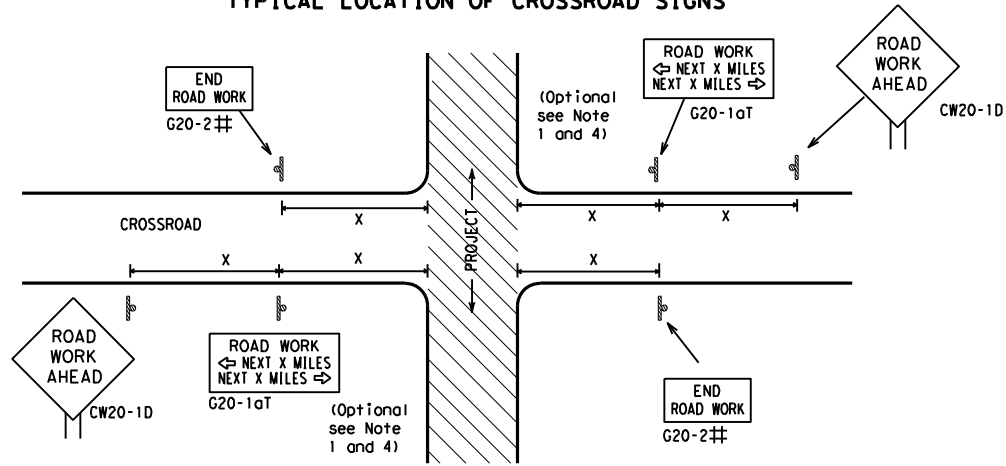 TYPICAL LOCATION OF CROSSROAD SIGNS
END
ROAD WORK
G20-2⌗
(Optional
see Note
1 and 4)
ROAD WORK
⇦ NEXT X MILES
NEXT X MILES ⇨
G20-1aT
ROAD
WORK
AHEAD
CW20-1D
X
X
X
CROSSROAD
PROJECT
X
X
X
ROAD
WORK
AHEAD
CW20-1D
ROAD WORK
⇦ NEXT X MILES
NEXT X MILES ⇨
G20-1aT
(Optional
see Note
1 and 4)
END
ROAD WORK
G20-2⌗